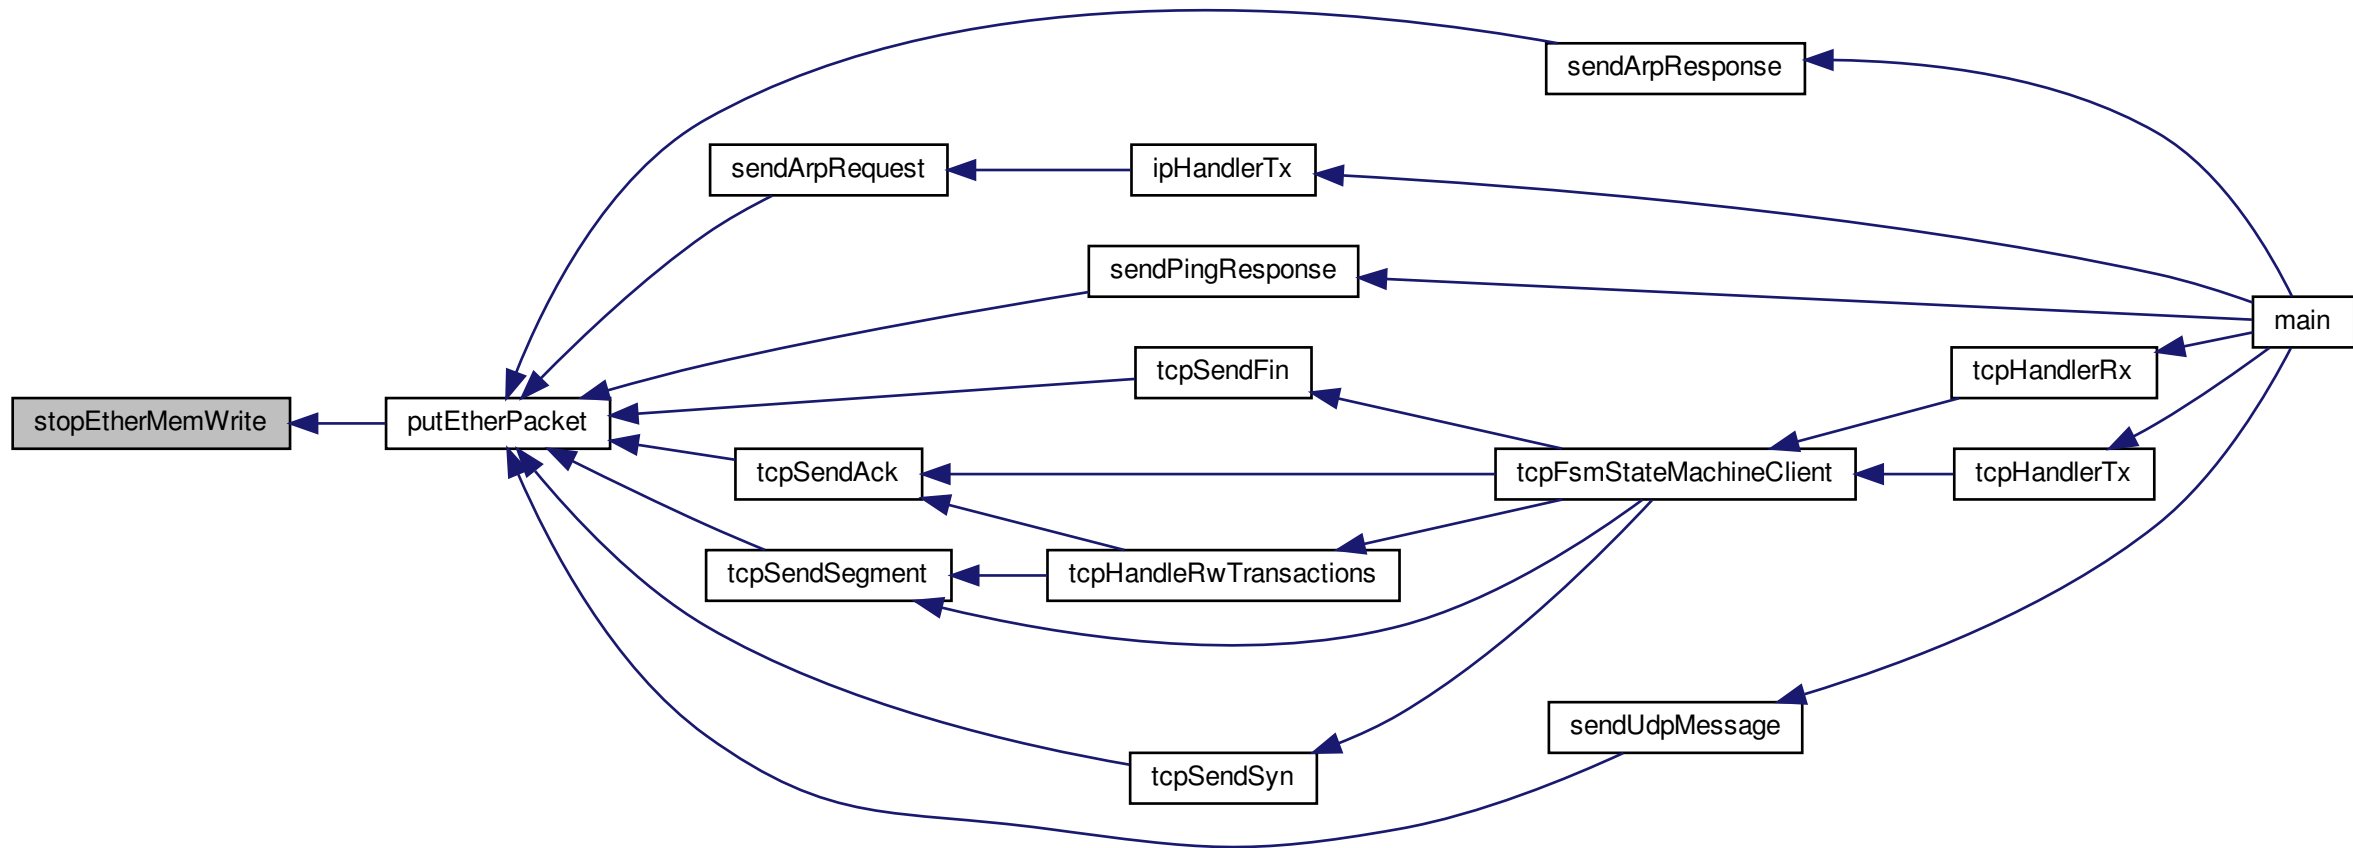 sendArpResponse
sendArpRequest
ipHandlerTx
sendPingResponse
main
tcpSendFin
tcpHandlerRx
stopEtherMemWrite
putEtherPacket
tcpSendAck
tcpFsmStateMachineClient
tcpHandlerTx
tcpSendSegment
tcpHandleRwTransactions
sendUdpMessage
tcpSendSyn